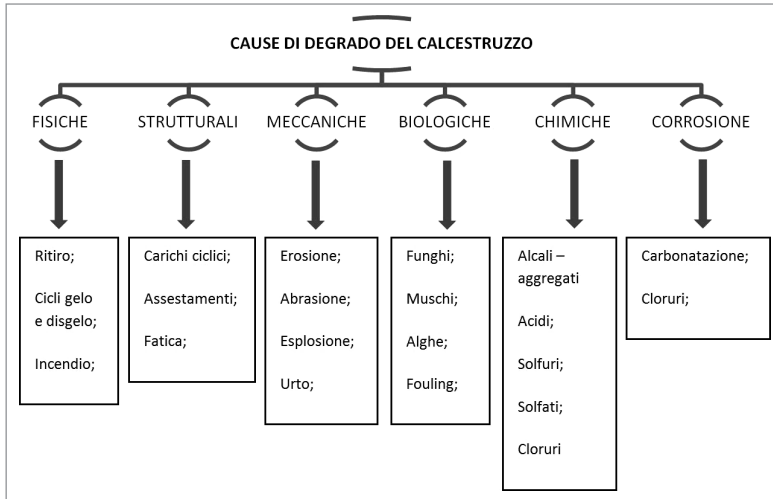 CAUSE DI DEGRADO DEL CALCESTRUZZO
FISICHE
STRUTTURALI
MECCANICHE
BIOLOGICHE
CHIMICHE
CORROSIONE
Ritiro;
Cicli gelo
e disgelo;
Incendio;
Carichi ciclici;
Assestamenti;
Fatica;
Erosione;
Abrasione;
Esplosione;
Urto;
Funghi;
Muschi;
Alghe;
Fouling;
Alcali –
aggregati
Acidi;
Solfuri;
Solfati;
Cloruri
Carbonatazione;
Cloruri;